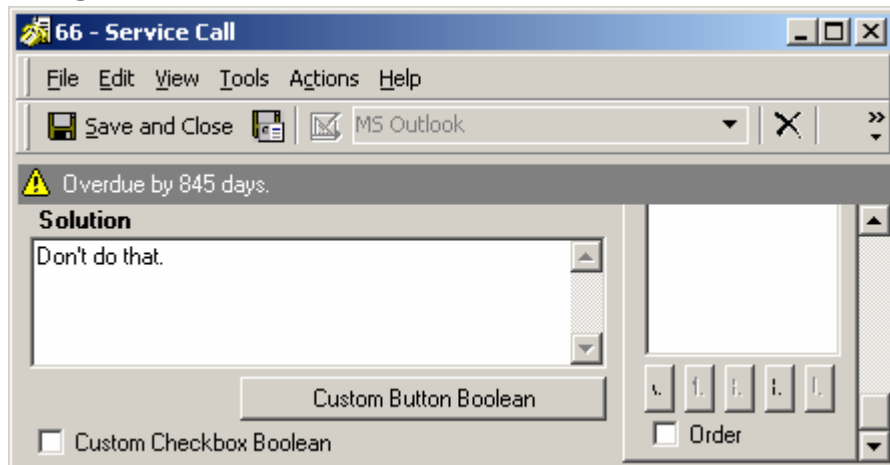 66 - Service Call
File Edit View Tools Actions Help
Save and Close MS Outlook
Overdue by 845 days.
Solution
Don't do that.
Custom Button Boolean
Custom Checkbox Boolean
Order